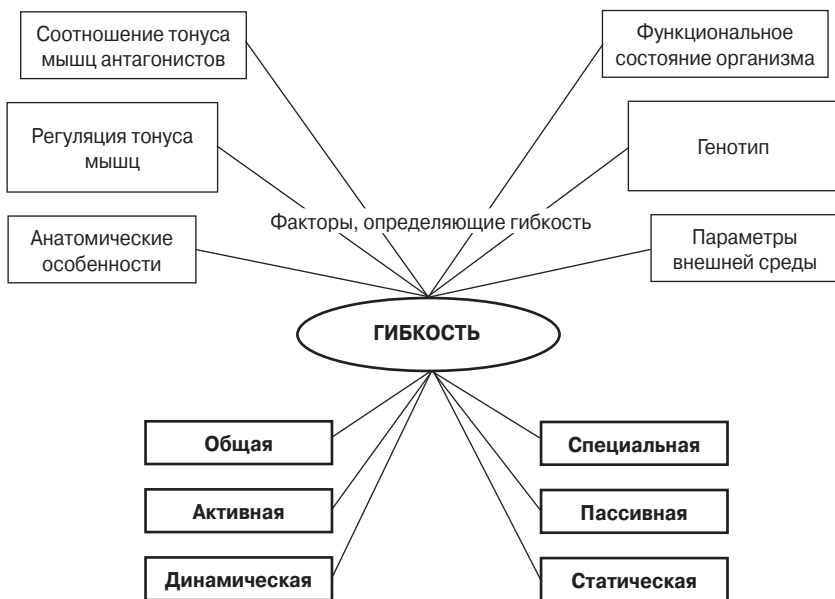 Соотношение тонуса
мышц антагонистов
Функциональное
состояние организма
Регуляция тонуса
мышц
Генотип
Факторы, определяющие гибкость
Анатомические
особенности
Параметры
внешней среды
ГИБКОСТЬ
Общая
Специальная
Активная
Пассивная
Динамическая
Статическая